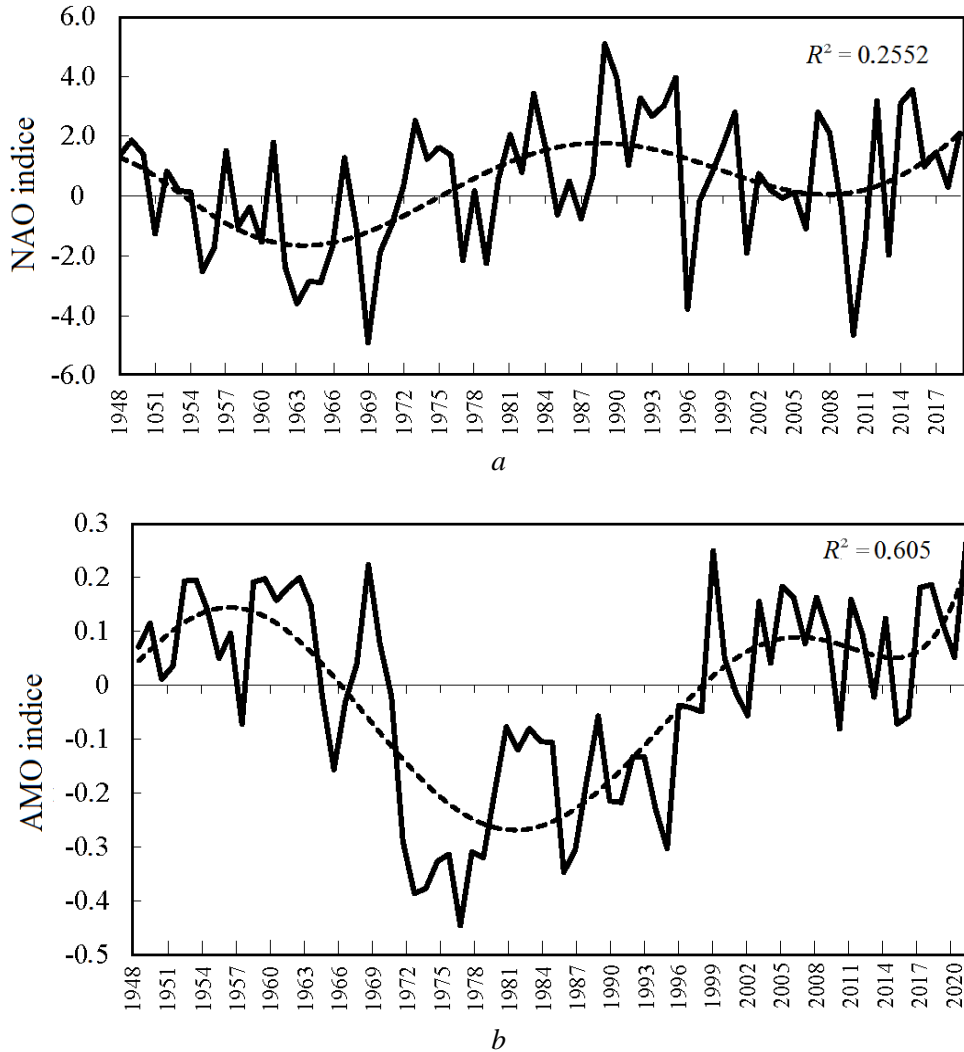 6.0
4.0
2.0
0
-2.0
-4.0
-6.0
NAO indice
R² = 0.2552
1948 1051 1954 1957 1960 1963 1966 1969 1972 1975 1978 1981 1984 1987 1990 1993 1996 1999 2002 2005 2008 2011 2014 2017
a
0.3
0.2
0.1
0
-0.1
-0.2
-0.3
-0.4
-0.5
AMO indice
R² = 0.605
1948 1951 1954 1957 1960 1963 1966 1969 1972 1975 1978 1981 1984 1987 1990 1993 1996 1999 2002 2005 2008 2011 2014 2017 2020
b